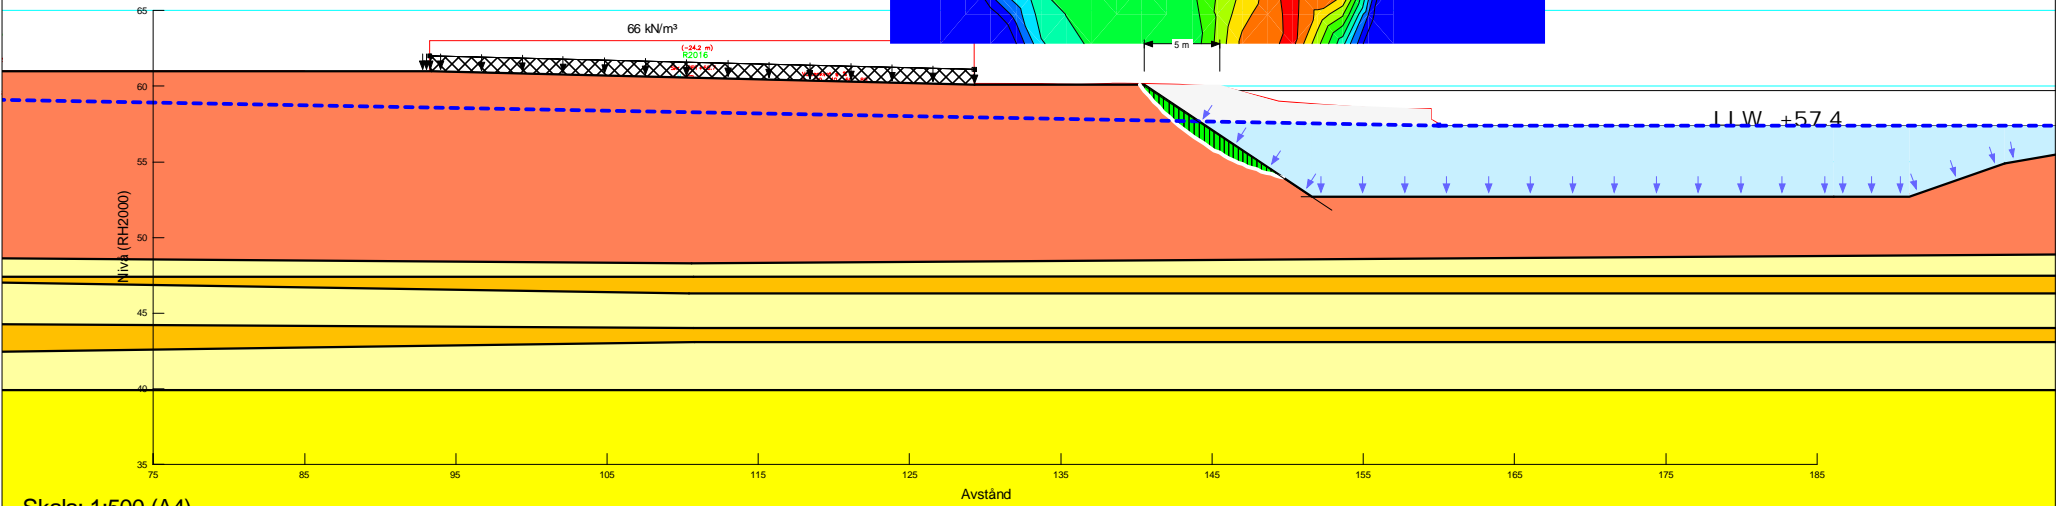 65
66 kN/m³
(-24.2 m)
R2016
5 m
60
LLW +57.4
55
Nivå (RH2000)
50
45
40
35
75 85 95 105 115 125 135 145 155 165 175 185
Avstånd
Skala: 1:500 (A4)